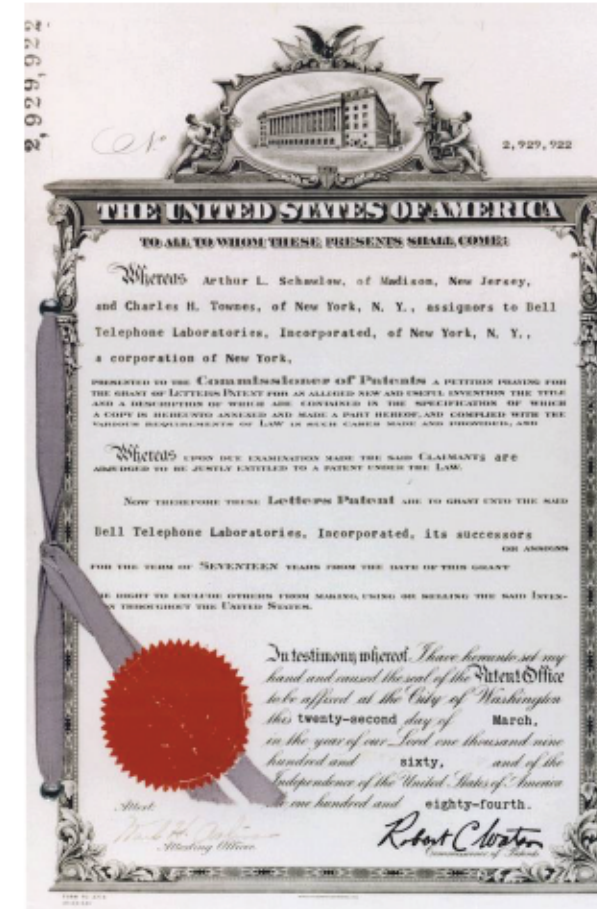 2,929,922
No
2,929,922
THE UNITED STATES OF AMERICA
TO ALL TO WHOM THESE PRESENTS SHALL COME:
Whereas Arthur L. Schawlow, of Madison, New Jersey,
and Charles H. Townes, of New York, N. Y., assignors to Bell
Telephone Laboratories, Incorporated, of New York, N. Y.,
a corporation of New York,
PRESENTED TO THE Commissioner of Patents A PETITION PRAYING FOR
THE GRANT OF LETTERS PATENT FOR AN ALLEGED NEW AND USEFUL INVENTION THE TITLE
AND A DESCRIPTION OF WHICH ARE CONTAINED IN THE SPECIFICATION OF WHICH
A COPY IS HEREUNTO ANNEXED AND MADE A PART HEREOF, AND COMPLIED WITH THE
VARIOUS REQUIREMENTS OF LAW IN SUCH CASES MADE AND PROVIDED, AND
Whereas UPON DUE EXAMINATION MADE THE SAID CLAIMANTs are
ADJUDGED TO BE JUSTLY ENTITLED TO A PATENT UNDER THE LAW.
NOW THEREFORE THESE Letters Patent ARE TO GRANT UNTO THE SAID
Bell Telephone Laboratories, Incorporated, its successors
OR ASSIGNS
FOR THE TERM OF SEVENTEEN YEARS FROM THE DATE OF THIS GRANT
HE RIGHT TO EXCLUDE OTHERS FROM MAKING, USING OR SELLING THE SAID INVEN-
N THROUGHOUT THE UNITED STATES.
In testimony whereof, I have hereunto set my
hand and caused the seal of the Patent Office
to be affixed at the City of Washington
this twenty-second day of March,
in the year of our Lord one thousand nine
hundred and sixty, and of the
Independence of the United States of America
one hundred and eighty-fourth.
Attest:
Attesting Officer.
Robert C Watson
Commissioner of Patents